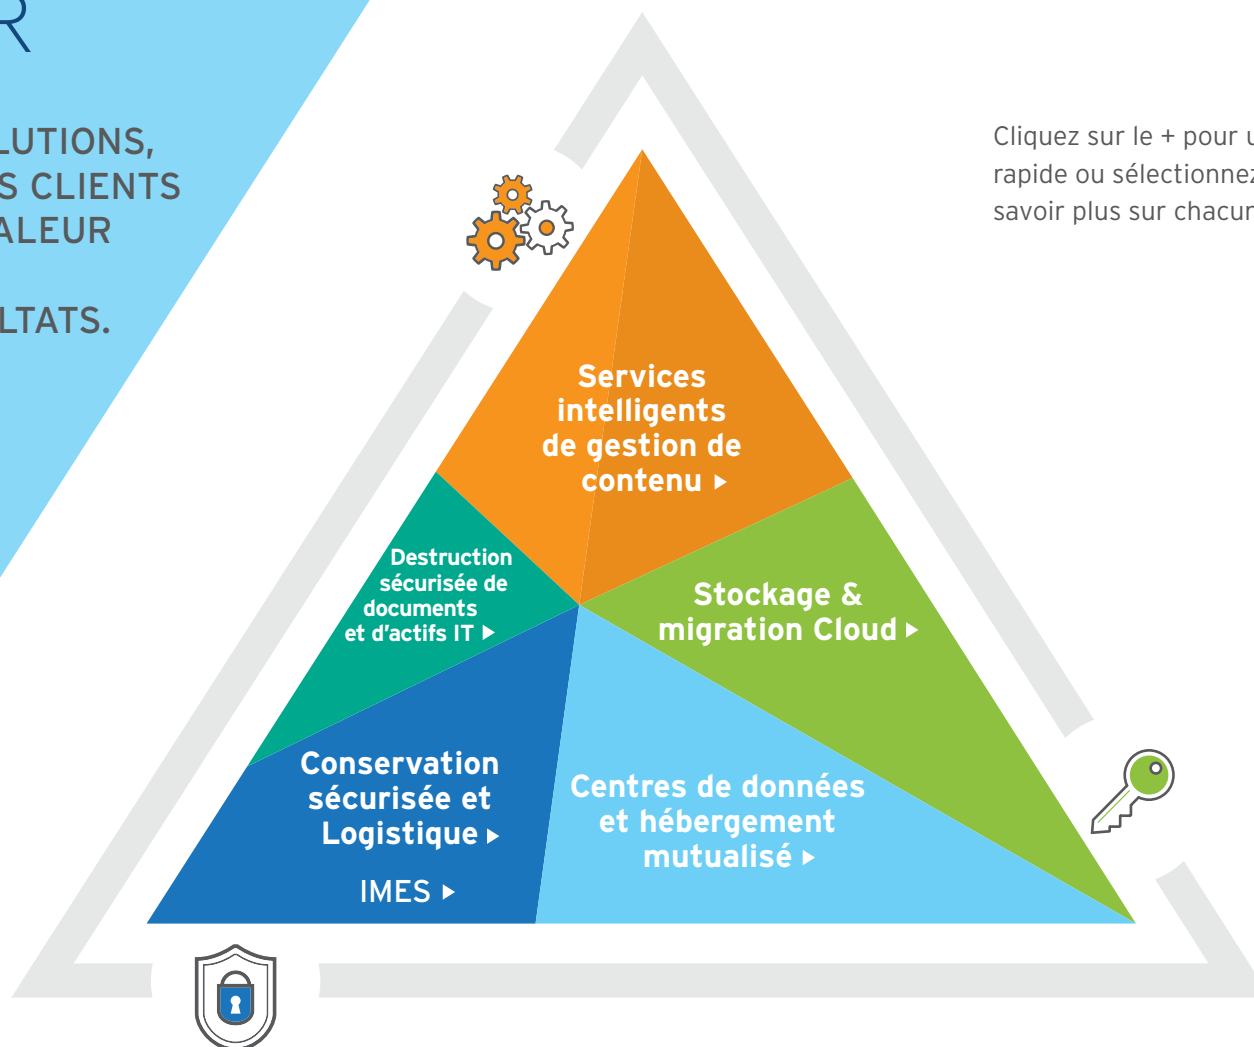 R
LUTIONS,
S CLIENTS
ALEUR
LTATS.
Cliquez sur le + pour u
rapide ou sélectionnez
savoir plus sur chacun
Services
intelligents
de gestion de
contenu ▶
Destruction
sécurisée de
documents
et d'actifs IT ▶
Stockage &
migration Cloud ▶
Conservation
sécurisée et
Logistique ▶
IMES ▶
Centres de données
et hébergement
mutualisé ▶